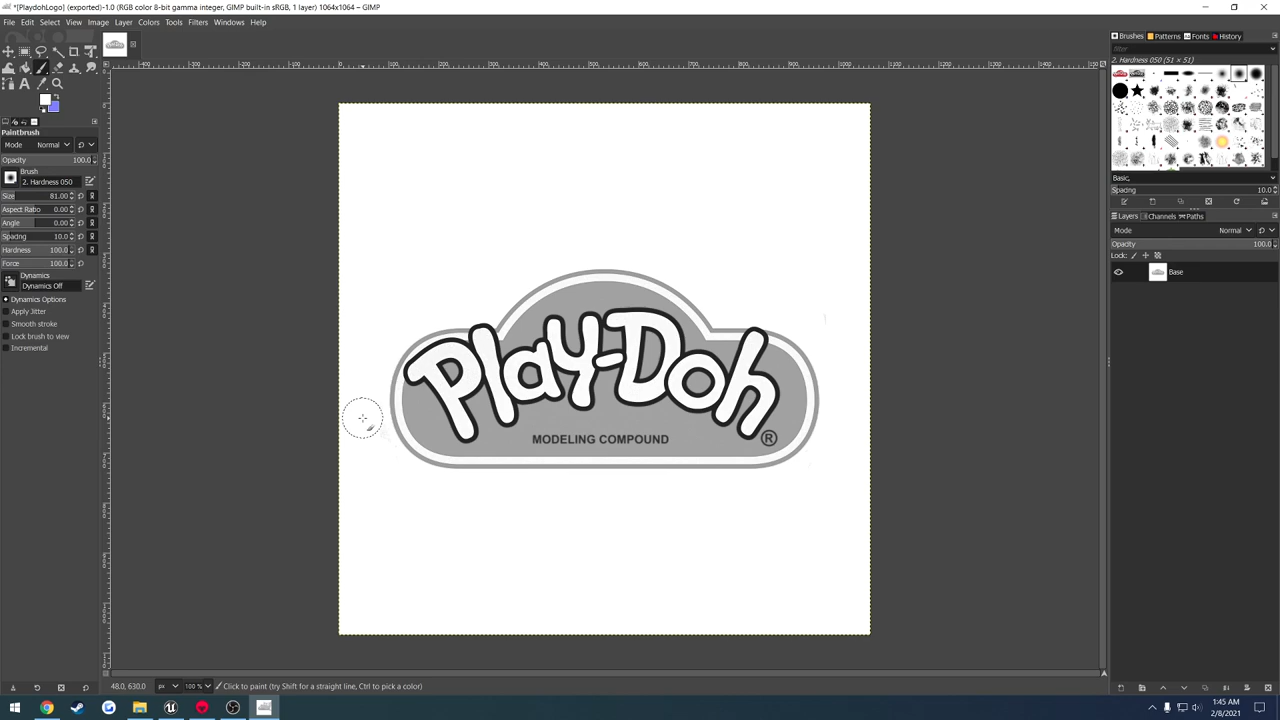 *[PlaydohLogo] (exported)-1.0 (RGB color 8-bit gamma integer, GIMP built-in sRGB, 1 layer) 1064x1064 – GIMP
File Edit Select View Image Layer Colors Tools Filters Windows Help
Paintbrush
Mode Normal
Opacity 100.0
Brush
2. Hardness 050
Size 81.00
Aspect Ratio 0.00
Angle 0.00
Spacing 10.0
Hardness 100.0
Force 100.0
Dynamics
Dynamics Off
Dynamics Options
Apply Jitter
Smooth stroke
Lock brush to view
Incremental
Play-Doh
MODELING COMPOUND ®
Brushes Patterns Fonts History
filter
2. Hardness 050 (51 × 51)
Basic,
Spacing 10.0
Layers Channels Paths
Mode Normal
Opacity 100.0
Lock:
Base
48.0, 630.0 px 100 % Click to paint (try Shift for a straight line, Ctrl to pick a color)
1:45 AM
2/8/2021